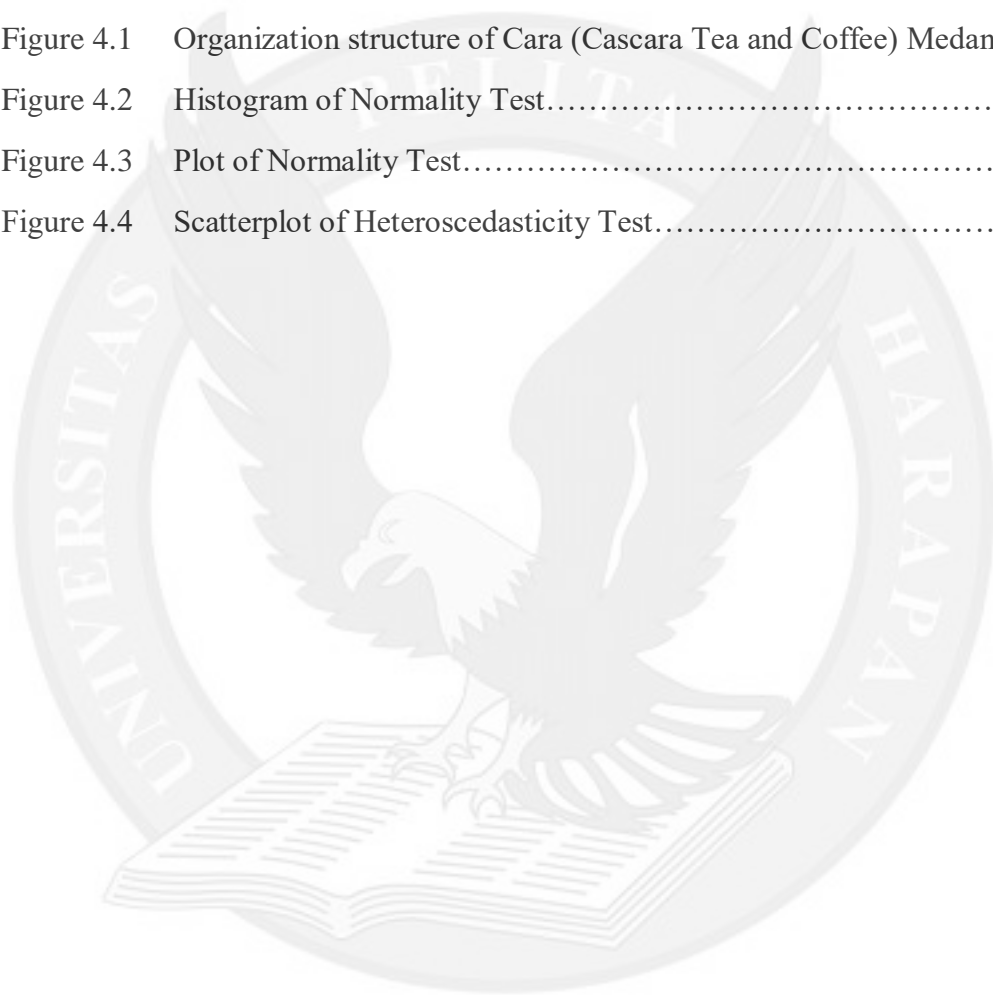 Figure 4.1 Organization structure of Cara (Cascara Tea and Coffee) Medan
Figure 4.2 Histogram of Normality Test……………………………………
Figure 4.3 Plot of Normality Test……………………………………………
Figure 4.4 Scatterplot of Heteroscedasticity Test……………………………
UNIVERSITAS PELITA HARAPAN